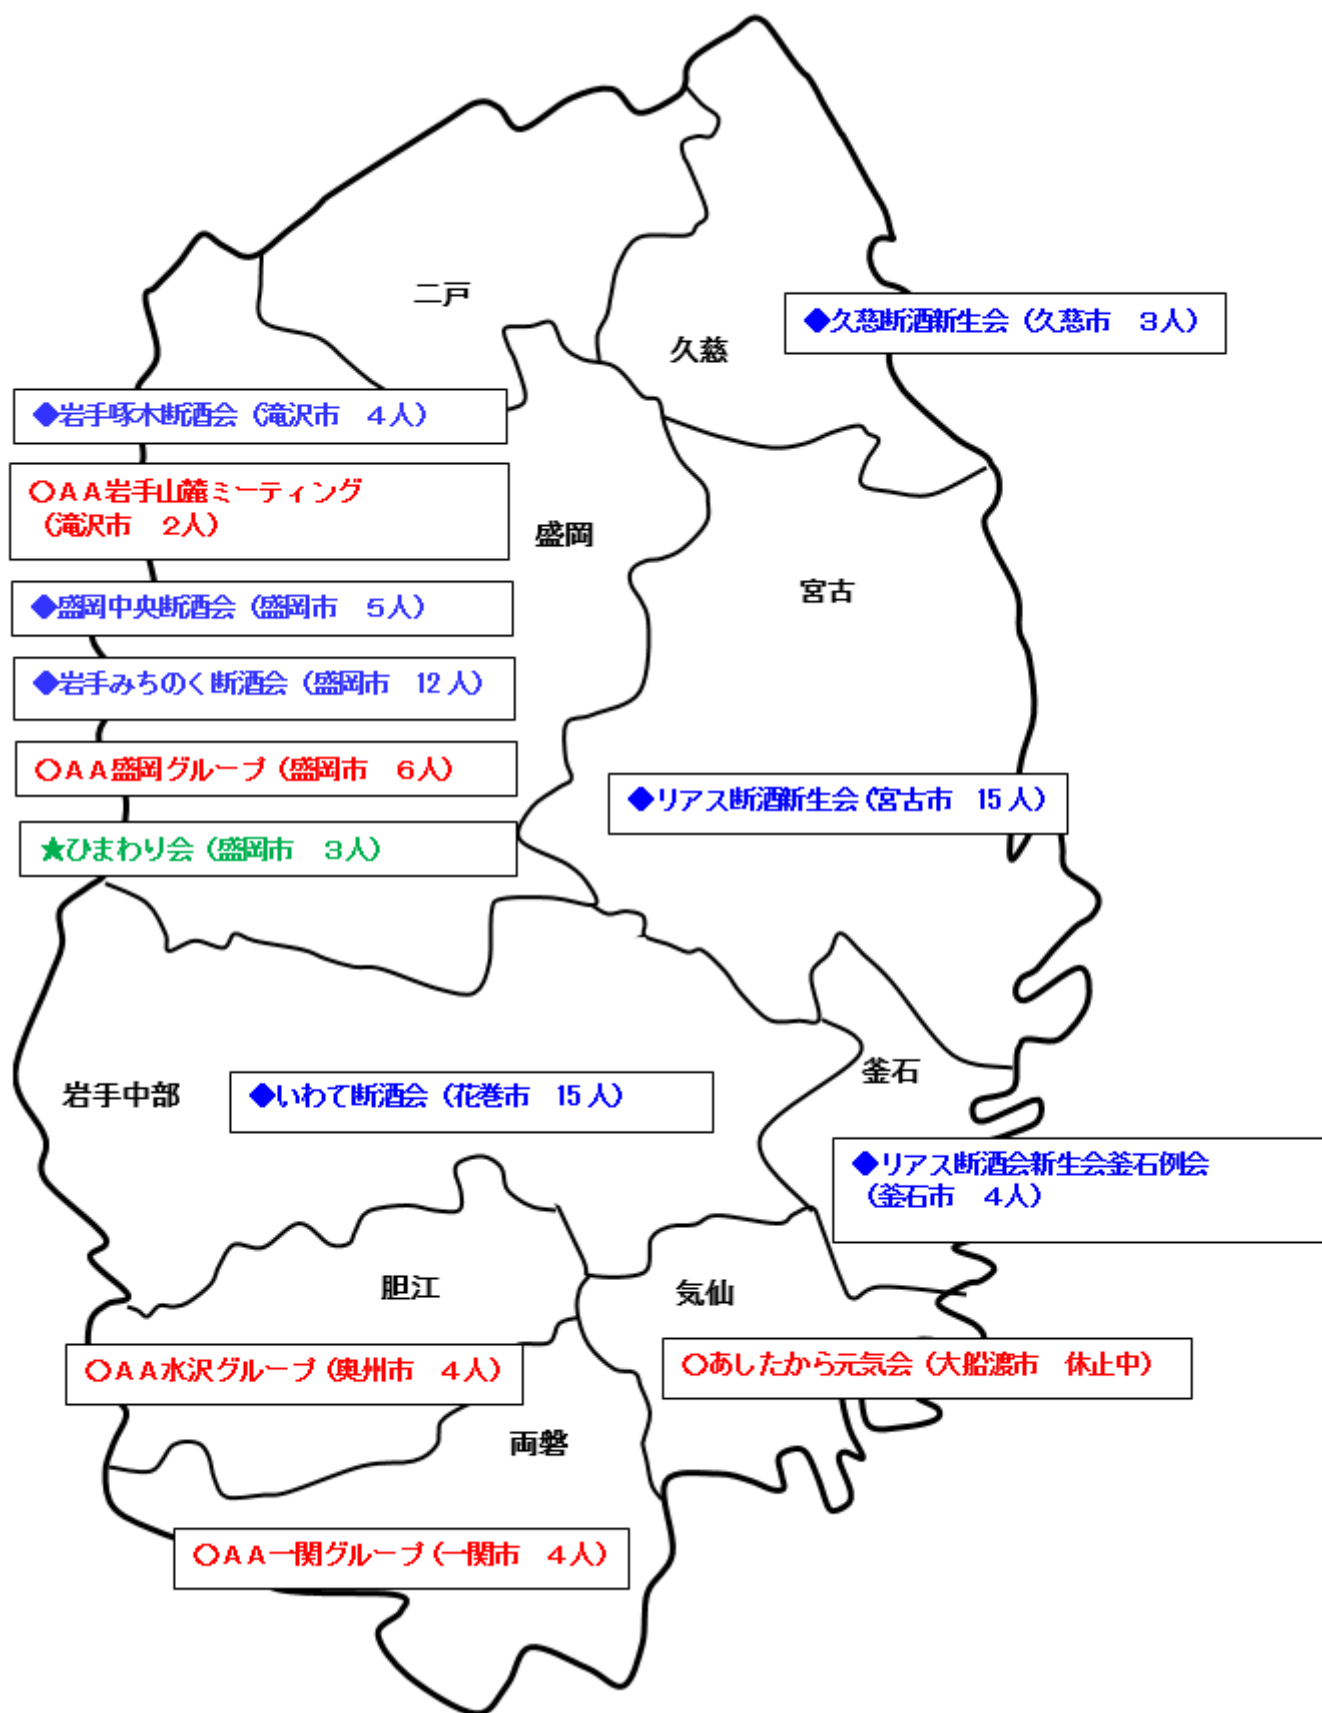 二戸
◆久慈断酒新生会（久慈市　３人）
久慈
◆岩手啄木断酒会（滝沢市　４人）
〇ＡＡ岩手山麓ミーティング
（滝沢市　２人）
盛岡
宮古
◆盛岡中央断酒会（盛岡市　５人）
◆岩手みちのく断酒会（盛岡市　12人）
〇ＡＡ盛岡グループ（盛岡市　６人）
◆リアス断酒新生会（宮古市　15人）
★ひまわり会（盛岡市　３人）
釜石
岩手中部
◆いわて断酒会（花巻市　15人）
◆リアス断酒会新生会釜石例会
（釜石市　４人）
胆江
気仙
〇ＡＡ水沢グループ（奥州市　４人）
〇あしたから元気会（大船渡市　休止中）
両磐
〇ＡＡ一関グループ（一関市　４人）